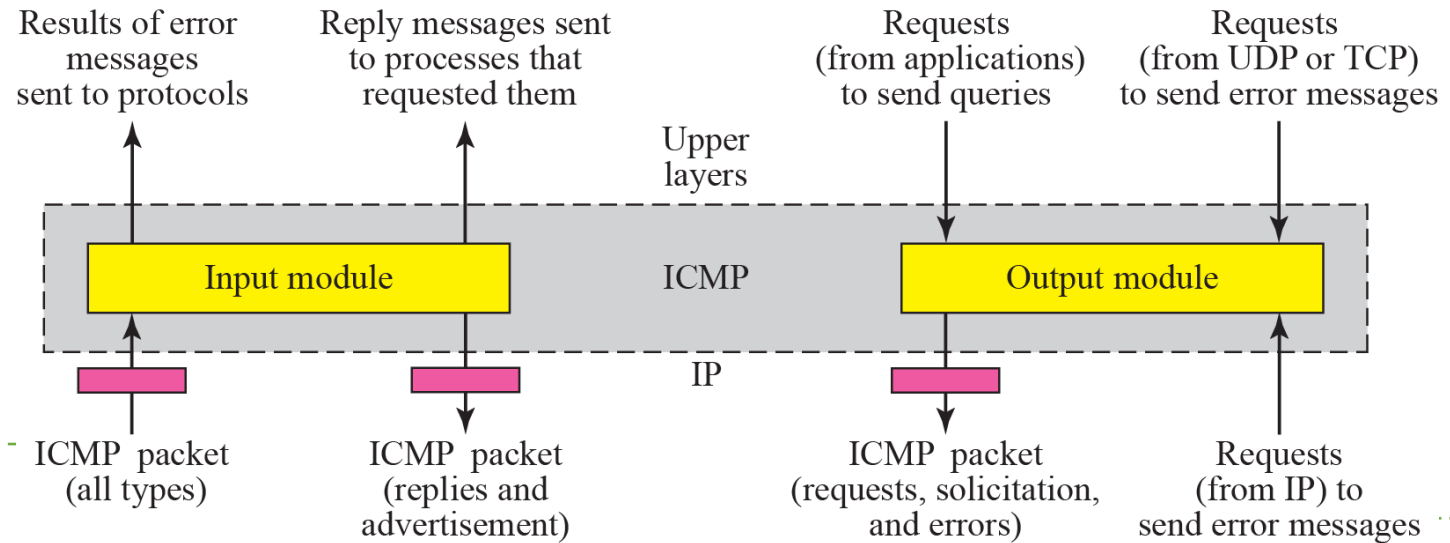 Results of error
messages
sent to protocols
Reply messages sent
to processes that
requested them
Requests
(from applications)
to send queries
Requests
(from UDP or TCP)
to send error messages
Upper
layers
Input module
ICMP
Output module
IP
ICMP packet
(all types)
ICMP packet
(replies and
advertisement)
ICMP packet
(requests, solicitation,
and errors)
Requests
(from IP) to
send error messages